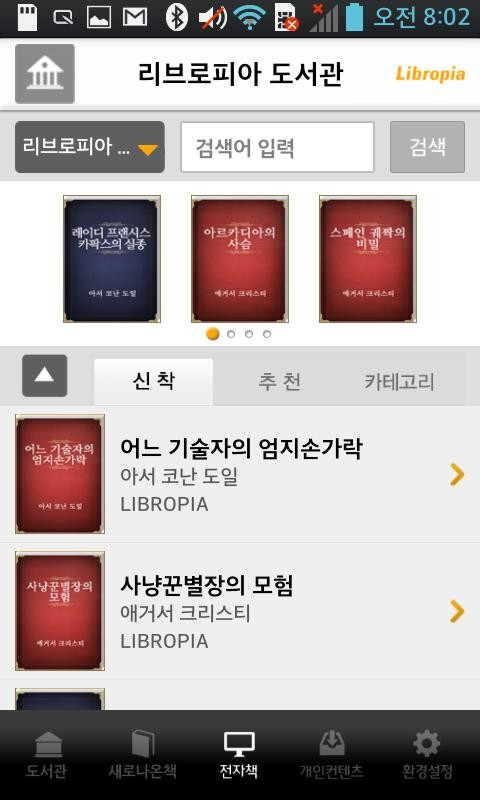 오전 8:02
리브로피아 도서관
Libropia
리브로피아 ...
검색어 입력
검색
레이디 프랜시스
카팍스의 실종
아서 코난 도일
아르카디아의
사슴
애거서 크리스티
스페인 궤짝의
비밀
애거서 크리스티
신 착
추 천
카테고리
어느 기술자의
엄지손가락
아서 코난 도일
어느 기술자의 엄지손가락
아서 코난 도일
LIBROPIA
사냥꾼별장의
모험
애거서 크리스티
사냥꾼별장의 모험
애거서 크리스티
LIBROPIA
도서관
새로나온책
전자책
개인컨텐츠
환경설정